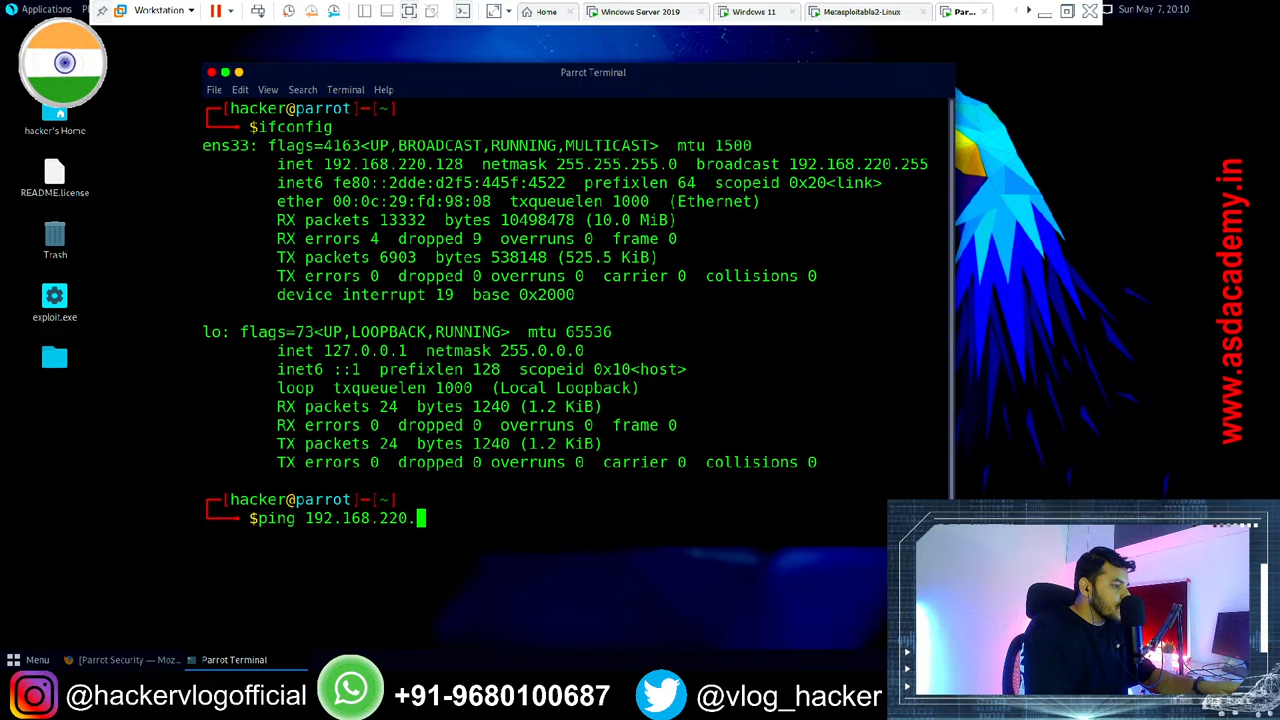 Applications
Workstation
Home
Windows Server 2019
Windows 11
Metasploitable2-Linux
Par...
Sun May 7, 20:10
Parrot Terminal
File Edit View Search Terminal Help
hacker's Home
README.license
Trash
exploit.exe
┌─[hacker@parrot]─[~]
└──╼ $ifconfig
ens33: flags=4163<UP,BROADCAST,RUNNING,MULTICAST>  mtu 1500
inet 192.168.220.128  netmask 255.255.255.0  broadcast 192.168.220.255
inet6 fe80::2dde:d2f5:445f:4522  prefixlen 64  scopeid 0x20<link>
ether 00:0c:29:fd:98:08  txqueuelen 1000  (Ethernet)
RX packets 13332  bytes 10498478 (10.0 MiB)
RX errors 4  dropped 9  overruns 0  frame 0
TX packets 6903  bytes 538148 (525.5 KiB)
TX errors 0  dropped 0 overruns 0  carrier 0  collisions 0
device interrupt 19  base 0x2000
lo: flags=73<UP,LOOPBACK,RUNNING>  mtu 65536
inet 127.0.0.1  netmask 255.0.0.0
inet6 ::1  prefixlen 128  scopeid 0x10<host>
loop  txqueuelen 1000  (Local Loopback)
RX packets 24  bytes 1240 (1.2 KiB)
RX errors 0  dropped 0  overruns 0  frame 0
TX packets 24  bytes 1240 (1.2 KiB)
TX errors 0  dropped 0 overruns 0  carrier 0  collisions 0
┌─[hacker@parrot]─[~]
└──╼ $ping 192.168.220.
www.asdacademy.in
Menu
[Parrot Security — Moz...
Parrot Terminal
@hackervlogofficial
+91-9680100687
@vlog_hacker